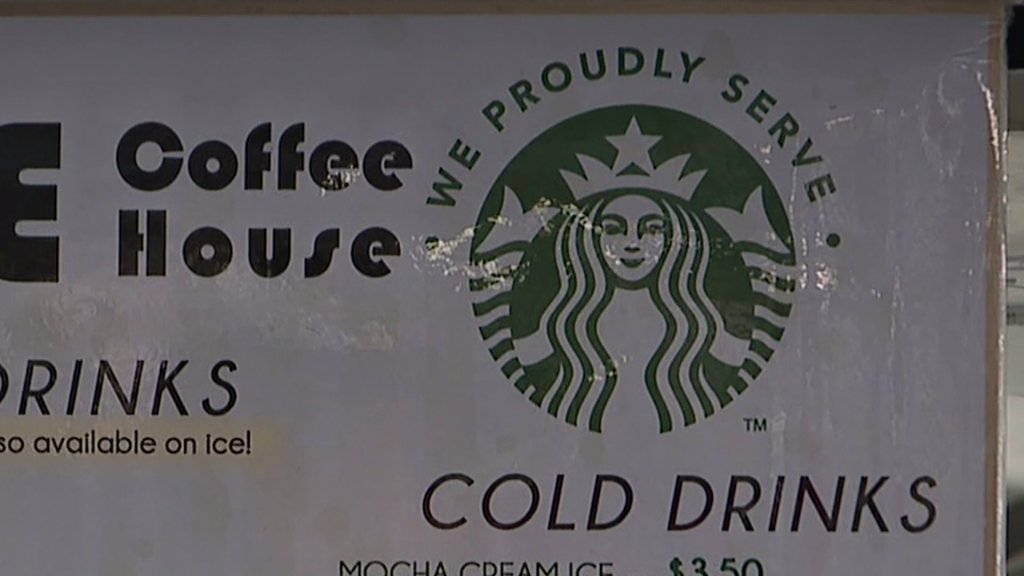 Coffee
House
WE PROUDLY SERVE
TM
DRINKS
so available on ice!
COLD DRINKS
MOCHA CREAM ICE $3.50